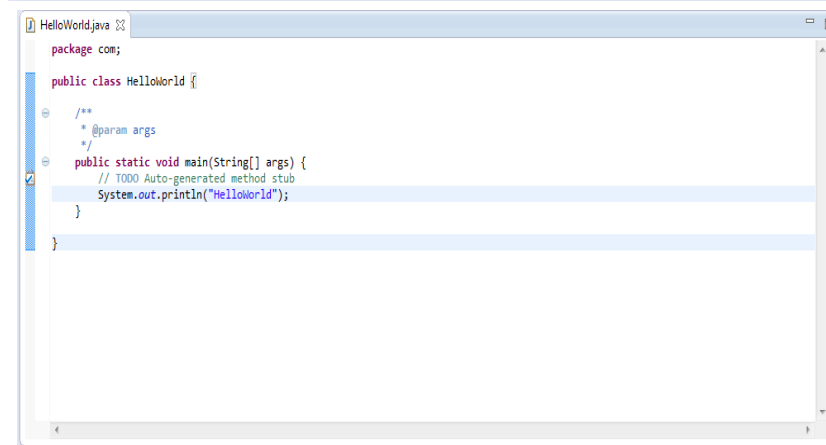 HelloWorld.java
package com;
public class HelloWorld {
/**
* @param args
*/
public static void main(String[] args) {
// TODO Auto-generated method stub
System.out.println("HelloWorld");
}
}